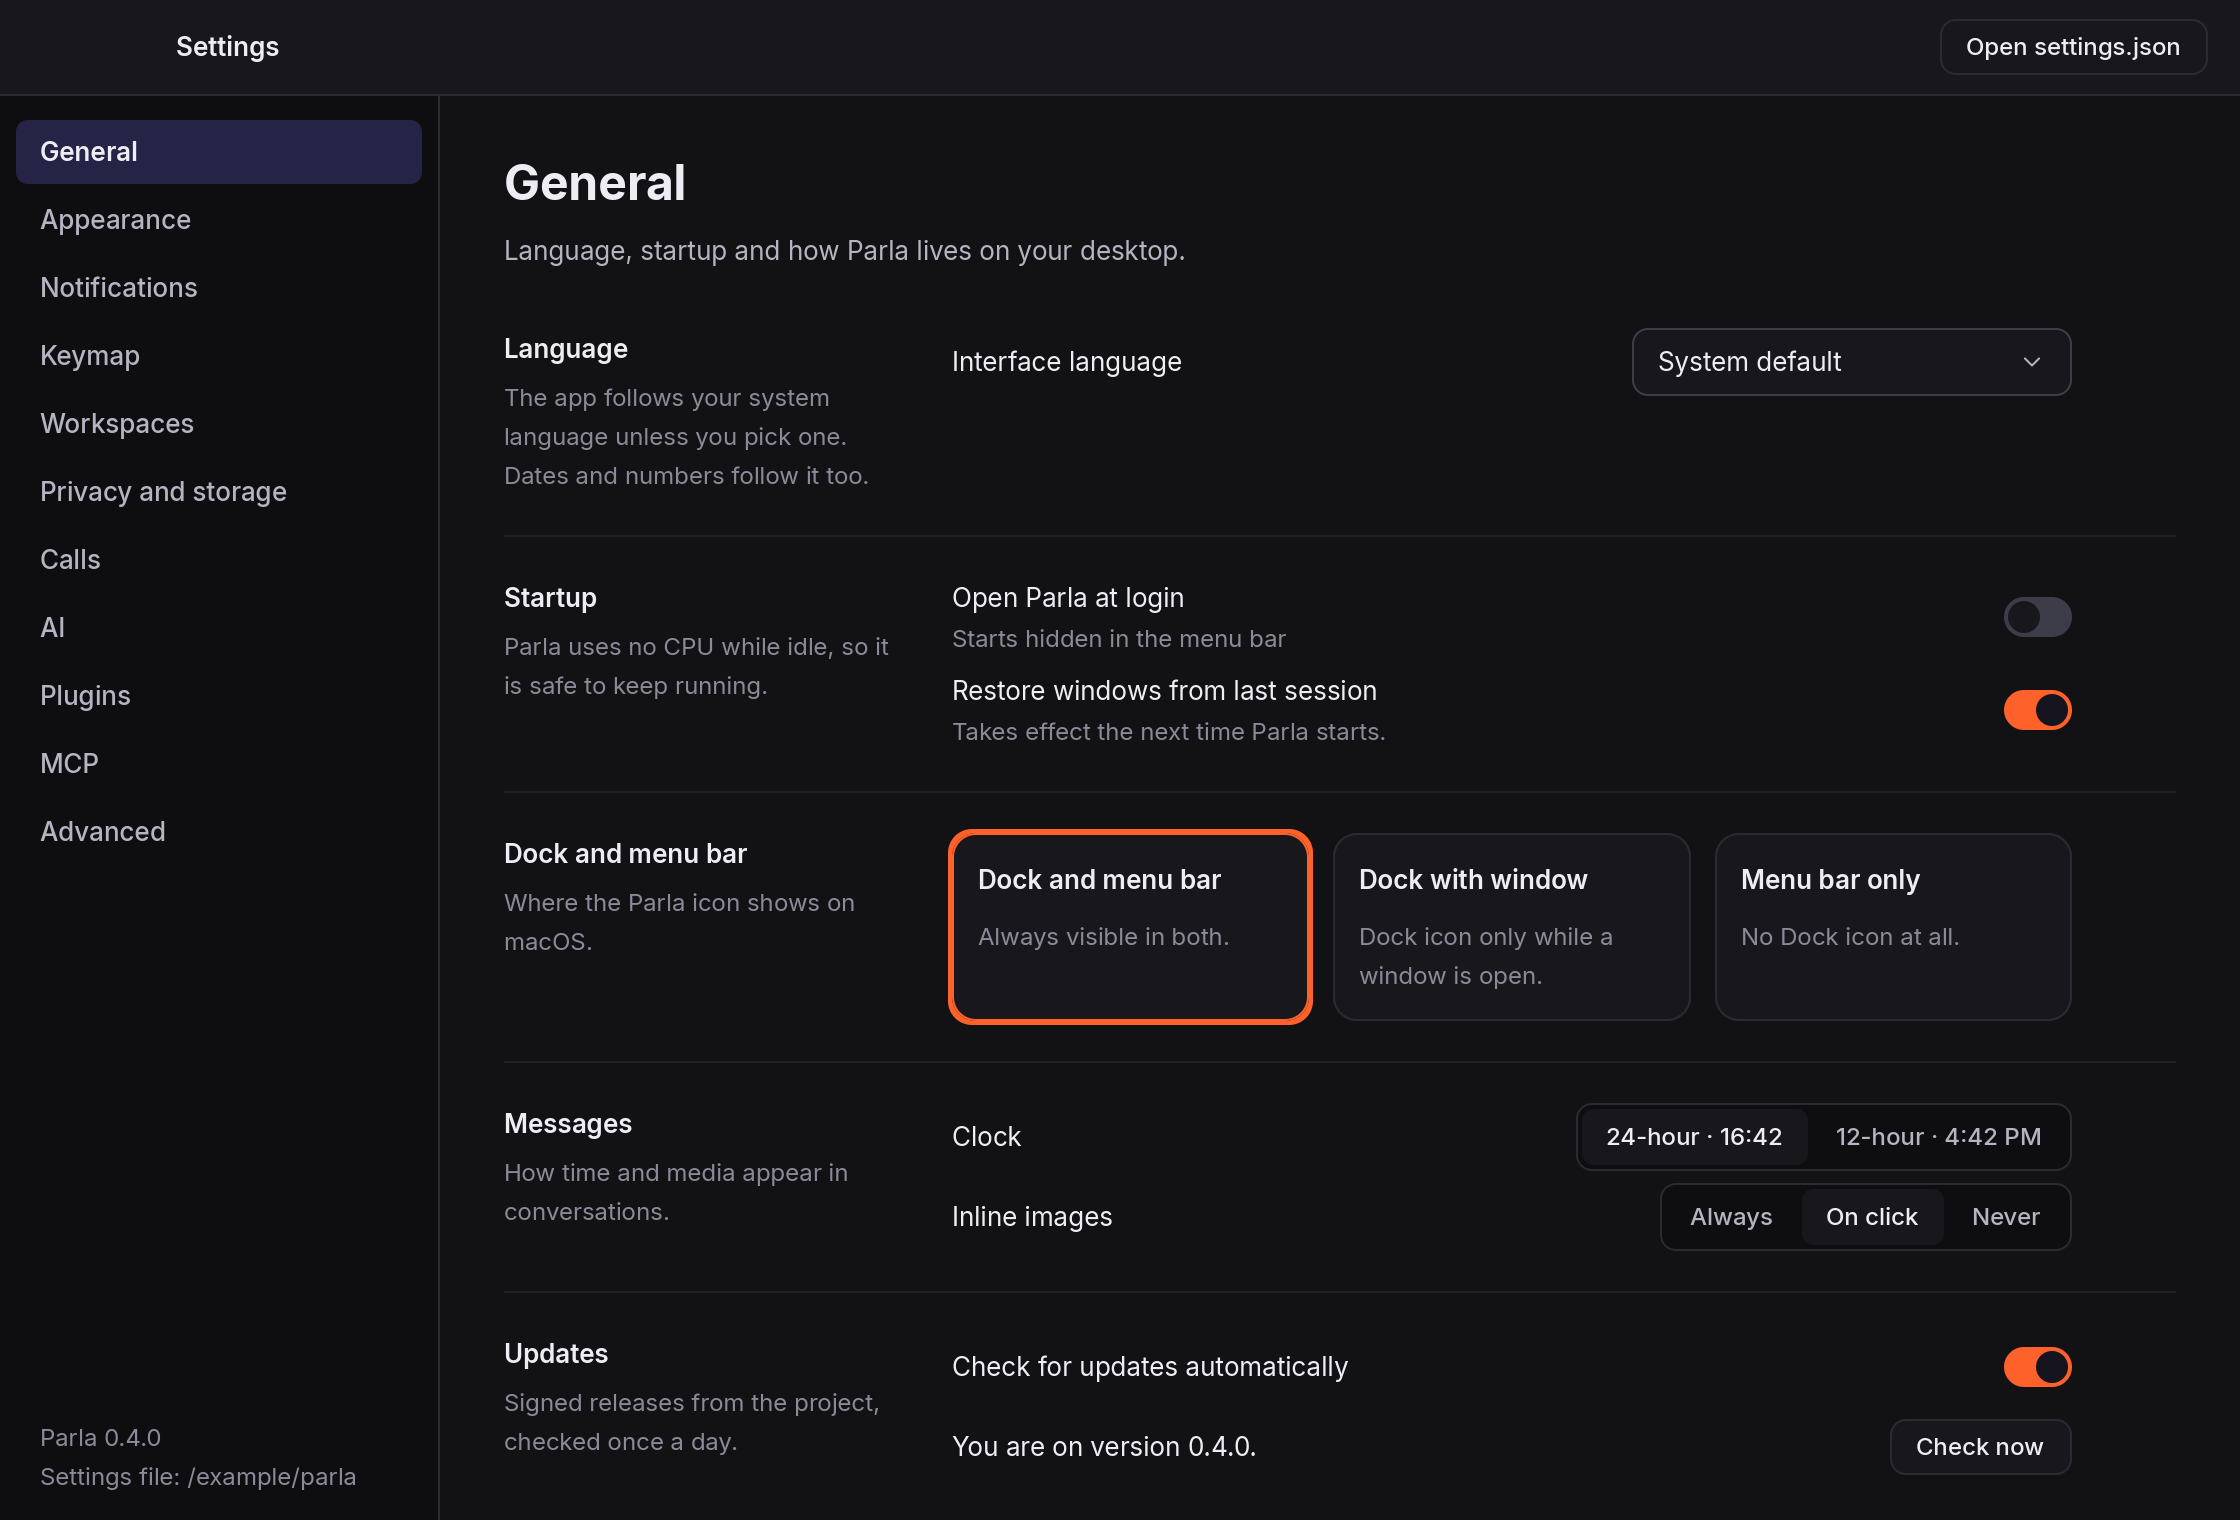 Settings
Open settings.json
General
Appearance
Notifications
Keymap
Workspaces
Privacy and storage
Calls
AI
Plugins
MCP
Advanced
Parla 0.4.0
Settings file: /example/parla
General
Language, startup and how Parla lives on your desktop.
Language
The app follows your system
language unless you pick one.
Dates and numbers follow it too.
Interface language
System default
Startup
Parla uses no CPU while idle, so it
is safe to keep running.
Open Parla at login
Starts hidden in the menu bar
Restore windows from last session
Takes effect the next time Parla starts.
Dock and menu bar
Where the Parla icon shows on
macOS.
Dock and menu bar
Always visible in both.
Dock with window
Dock icon only while a
window is open.
Menu bar only
No Dock icon at all.
Messages
How time and media appear in
conversations.
Clock
24-hour · 16:42
12-hour · 4:42 PM
Inline images
Always
On click
Never
Updates
Signed releases from the project,
checked once a day.
Check for updates automatically
You are on version 0.4.0.
Check now